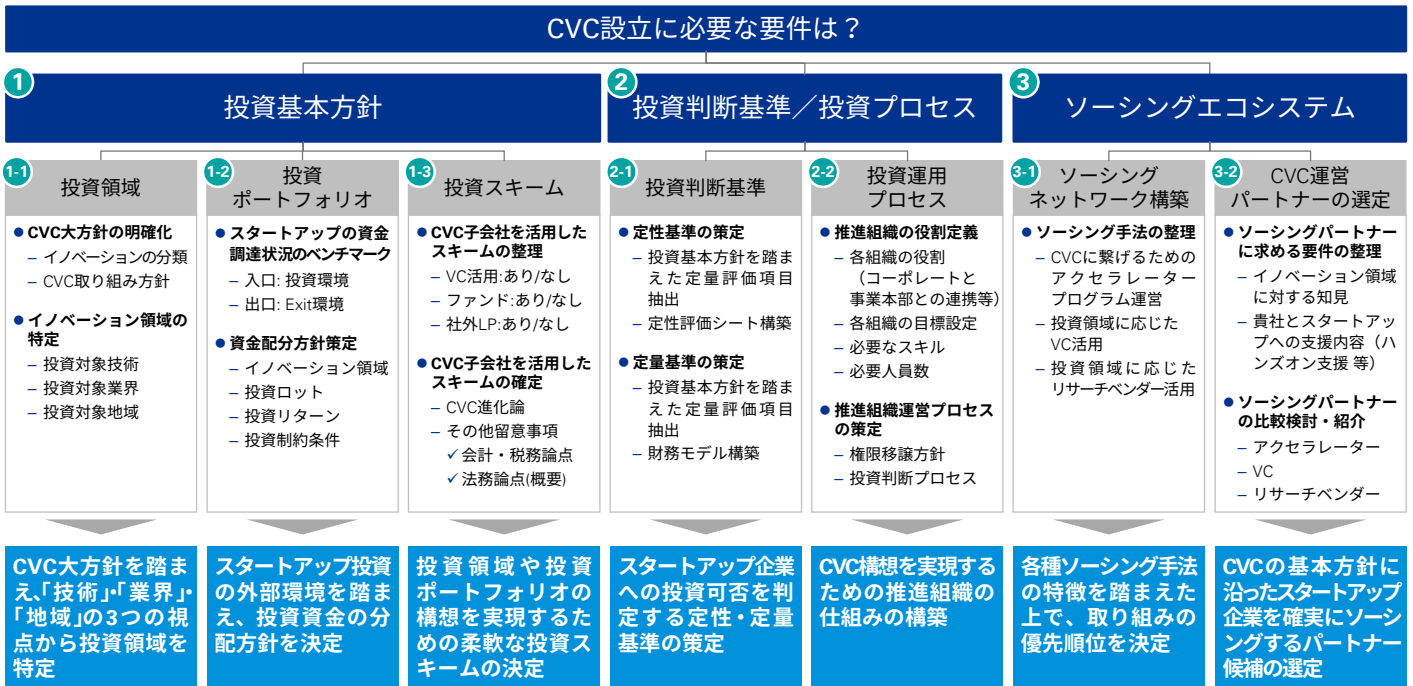 CVC設立に必要な要件は？
1
投資基本方針
2
投資判断基準／投資プロセス
3
ソーシングエコシステム
1-1
投資領域
● CVC大方針の明確化
– イノベーションの分類
– CVC取り組み方針
● イノベーション領域の
特定
– 投資対象技術
– 投資対象業界
– 投資対象地域
CVC大方針を踏ま
え、「技術」・「業界」・
「地域」の3つの視
点から投資領域を
特定
1-2
投資
ポートフォリオ
● スタートアップの資金
調達状況のベンチマーク
– 入口: 投資環境
– 出口: Exit環境
● 資金配分方針策定
– イノベーション領域
– 投資ロット
– 投資リターン
– 投資制約条件
スタートアップ投資
の外部環境を踏ま
え、投資資金の分
配方針を決定
1-3
投資スキーム
● CVC子会社を活用した
スキームの整理
– VC活用:あり/なし
– ファンド:あり/なし
– 社外LP:あり/なし
● CVC子会社を活用した
スキームの確定
– CVC進化論
– その他留意事項
✓ 会計・税務論点
✓ 法務論点(概要)
投資領域や投資
ポートフォリオの
構想を実現するた
めの柔軟な投資ス
キームの決定
2-1
投資判断基準
● 定性基準の策定
– 投資基本方針を踏ま
えた定量評価項目
抽出
– 定性評価シート構築
● 定量基準の策定
– 投資基本方針を踏ま
えた定量評価項目
抽出
– 財務モデル構築
スタートアップ企業
への投資可否を判
定する定性・定量
基準の策定
2-2
投資運用
プロセス
● 推進組織の役割定義
– 各組織の役割
（コーポレートと
事業本部との連携等）
– 各組織の目標設定
– 必要なスキル
– 必要人員数
● 推進組織運営プロセス
の策定
– 権限移譲方針
– 投資判断プロセス
CVC構想を実現する
ための推進組織の
仕組みの構築
3-1
ソーシング
ネットワーク構築
● ソーシング手法の整理
– CVCに繋げるための
アクセラレーター
プログラム運営
– 投資領域に応じた
VC活用
– 投資領域に応じた
リサーチベンダー活用
各種ソーシング手法
の特徴を踏まえた
上で、取り組みの
優先順位を決定
3-2
CVC運営
パートナーの選定
● ソーシングパートナー
に求める要件の整理
– イノベーション領域
に対する知見
– 貴社とスタートアッ
プへの支援内容（ハ
ンズオン支援 等）
● ソーシングパートナー
の比較検討・紹介
– アクセラレーター
– VC
– リサーチベンダー
CVCの基本方針に
沿ったスタートアップ
企業を確実にソーシ
ングするパートナー
候補の選定